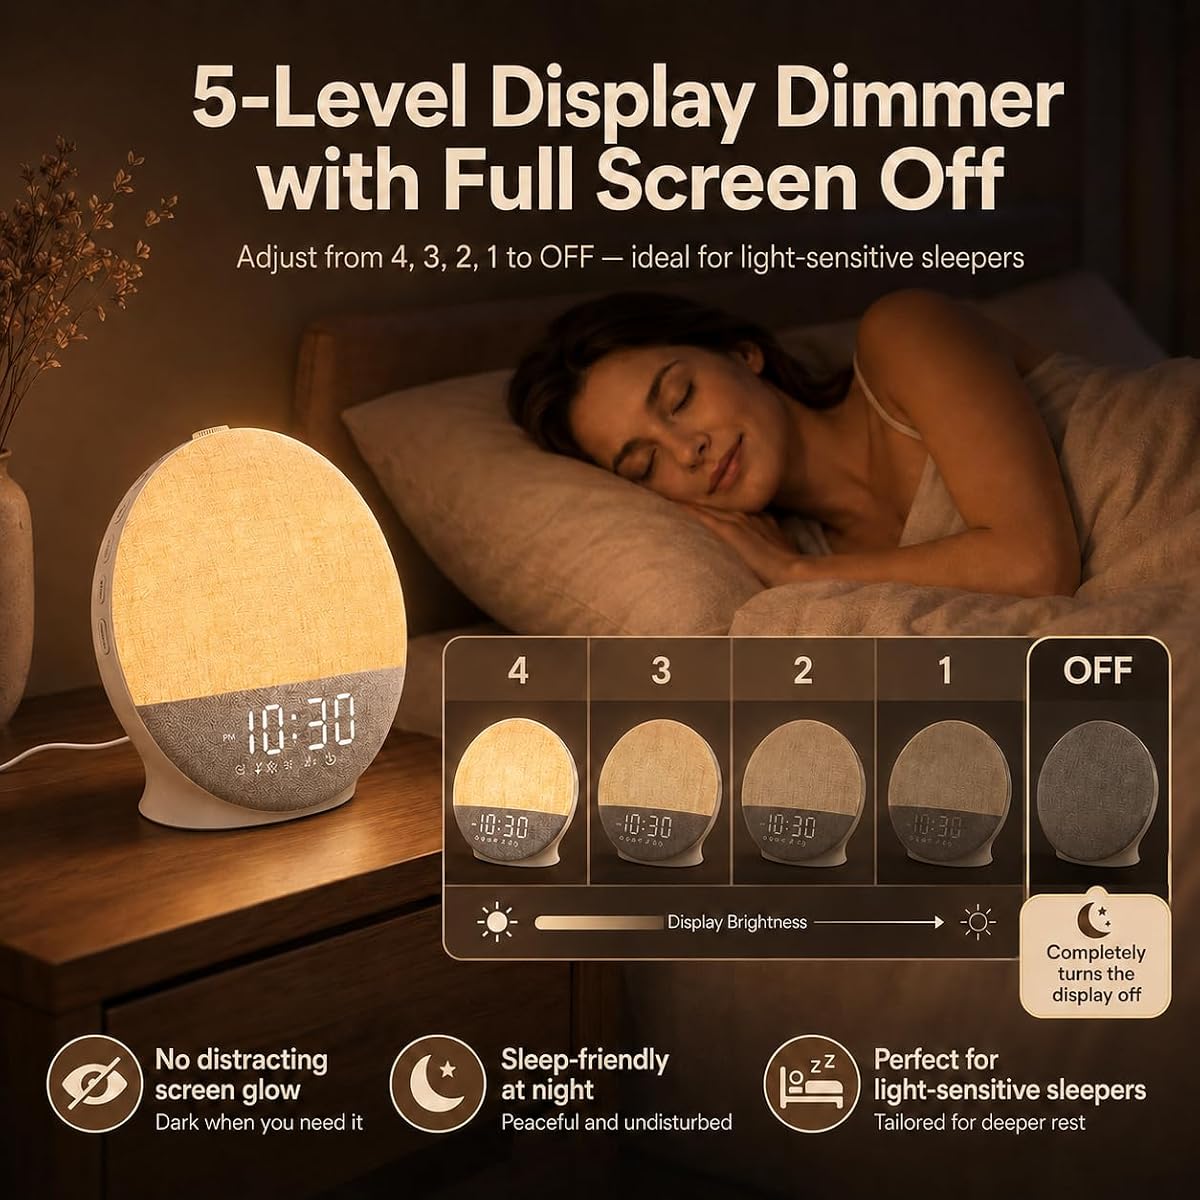 5-Level Display Dimmer
with Full Screen Off
Adjust from 4, 3, 2, 1 to OFF — ideal for light-sensitive sleepers
PM 10:30
4
3
2
1
OFF
10:30
10:30
10:30
10:30
Display Brightness
Completely
turns the
display off
No distracting
screen glow
Dark when you need it
Sleep-friendly
at night
Peaceful and undisturbed
zzz
Perfect for
light-sensitive sleepers
Tailored for deeper rest